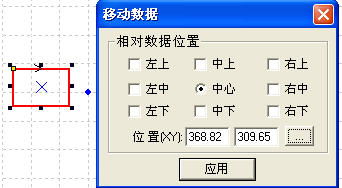 移动数据
相对数据位置
左上 中上 右上
左中 中心 右中
左下 中下 右下
位置(XY): 368.82 309.65 ...
应用